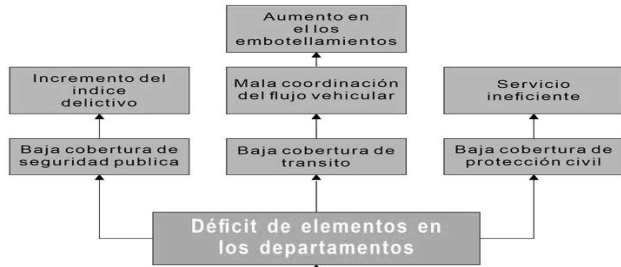 Aumento en
el los
embotellamientos
Incremento del
indice
delictivo
Mala coordinación
del flujo vehicular
Servicio
ineficiente
Baja cobertura de
seguridad publica
Baja cobertura de
transito
Baja cobertura de
protección civil
Déficit de elementos en
los departamentos